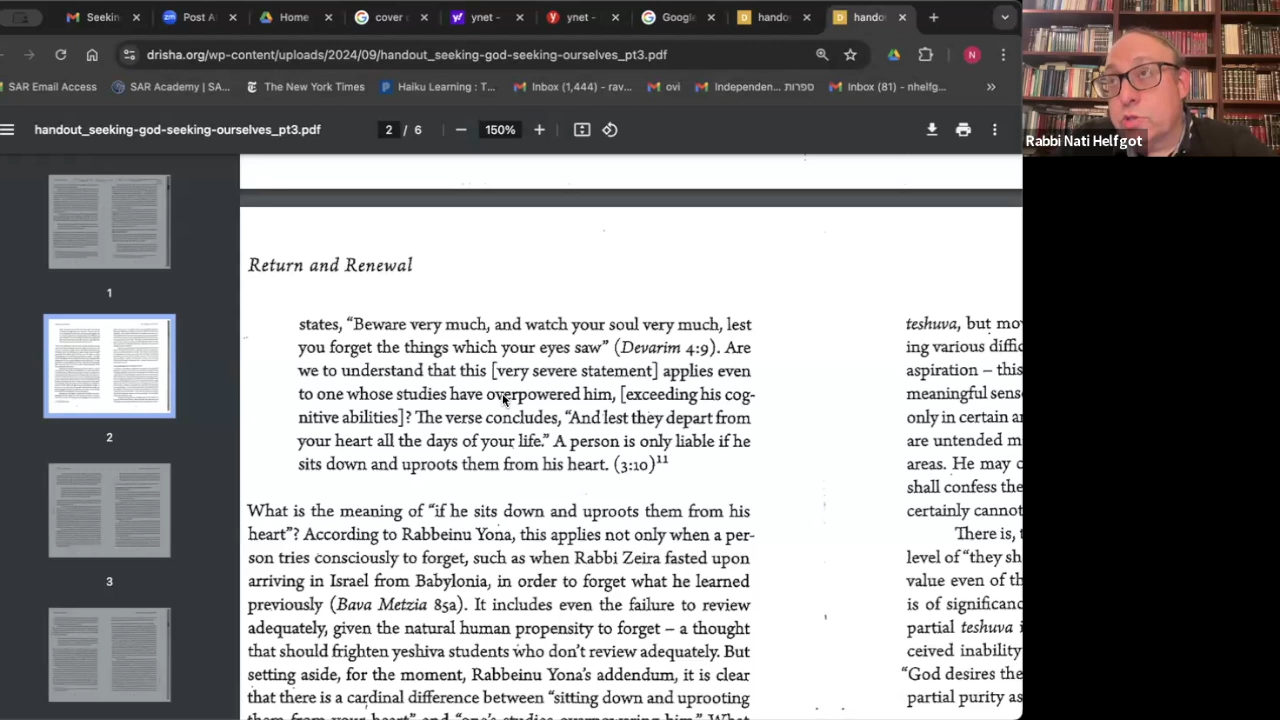 Seekin
Post A
Home
cover
ynet -
ynet -
Google
hando
hando
drisha.org/wp-content/uploads/2024/09/handout_seeking-god-seeking-ourselves_pt3.pdf
N
SAR Email Access
SAR Academy | SA...
The New York Times
Haiku Learning : T...
Inbox (1,444) - rav...
ovi
Independen... ספרות
Inbox (81) - nhelfg...
handout_seeking-god-seeking-ourselves_pt3.pdf
2 / 6
150%
Rabbi Nati Helfgot
1
2
3
Return and Renewal
states, “Beware very much, and watch your soul very much, lest
you forget the things which your eyes saw” (Devarim 4:9). Are
we to understand that this [very severe statement] applies even
to one whose studies have overpowered him, [exceeding his cog-
nitive abilities]? The verse concludes, “And lest they depart from
your heart all the days of your life.” A person is only liable if he
sits down and uproots them from his heart. (3:10)¹¹
What is the meaning of “if he sits down and uproots them from his
heart”? According to Rabbeinu Yona, this applies not only when a per-
son tries consciously to forget, such as when Rabbi Zeira fasted upon
arriving in Israel from Babylonia, in order to forget what he learned
previously (Bava Metzia 85a). It includes even the failure to review
adequately, given the natural human propensity to forget – a thought
that should frighten yeshiva students who don’t review adequately. But
setting aside, for the moment, Rabbeinu Yona’s addendum, it is clear
that there is a cardinal difference between “sitting down and uprooting
them from your heart” and “one’s studies overpowering him.” What
teshuva, but mo
ing various diffic
aspiration – this
meaningful sens
only in certain a
are untended m
areas. He may c
shall confess the
certainly cannot
There is, t
level of “they sh
value even of th
is of significanc
partial teshuva i
ceived inability
“God desires the
partial purity as